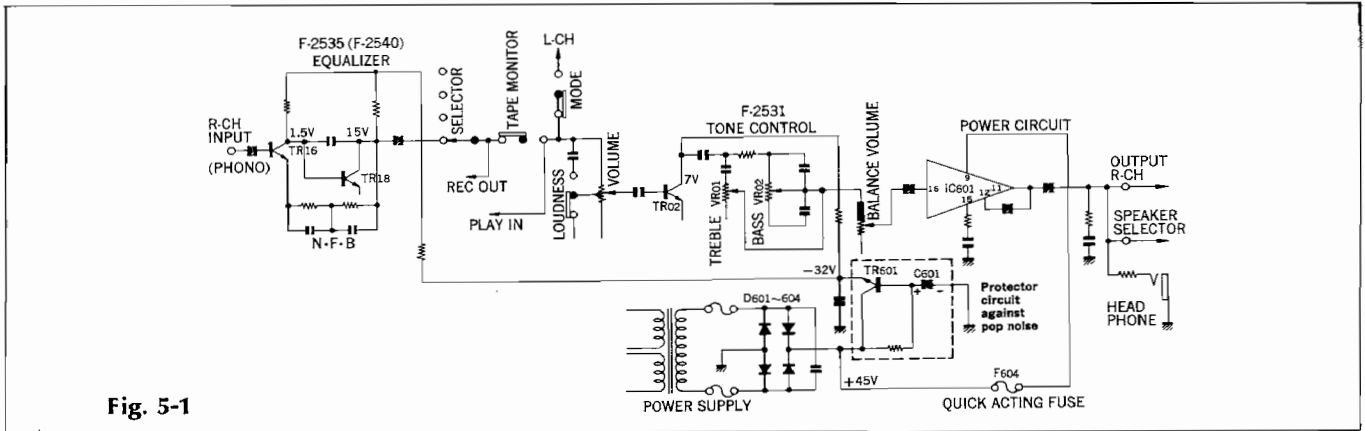 F-2535 (F-2540)
EQUALIZER
R-CH
INPUT
(PHONO)
1.5V
15V
TR16
TR18
N·F·B
SELECTOR
REC OUT
TAPE MONITOR
PLAY IN
L-CH
MODE
LOUDNESS
VOLUME
7V
TR02
F-2531
TONE CONTROL
TREBLE VR01
BASS VR02
BALANCE VOLUME
POWER CIRCUIT
9
16
iC601
12
11
15
OUTPUT
R-CH
SPEAKER
SELECTOR
HEAD
PHONE
-32V
TR601
C601
+
-
Protector
circuit
against
pop noise
D601~604
POWER SUPPLY
+45V
F604
QUICK ACTING FUSE
Fig. 5-1